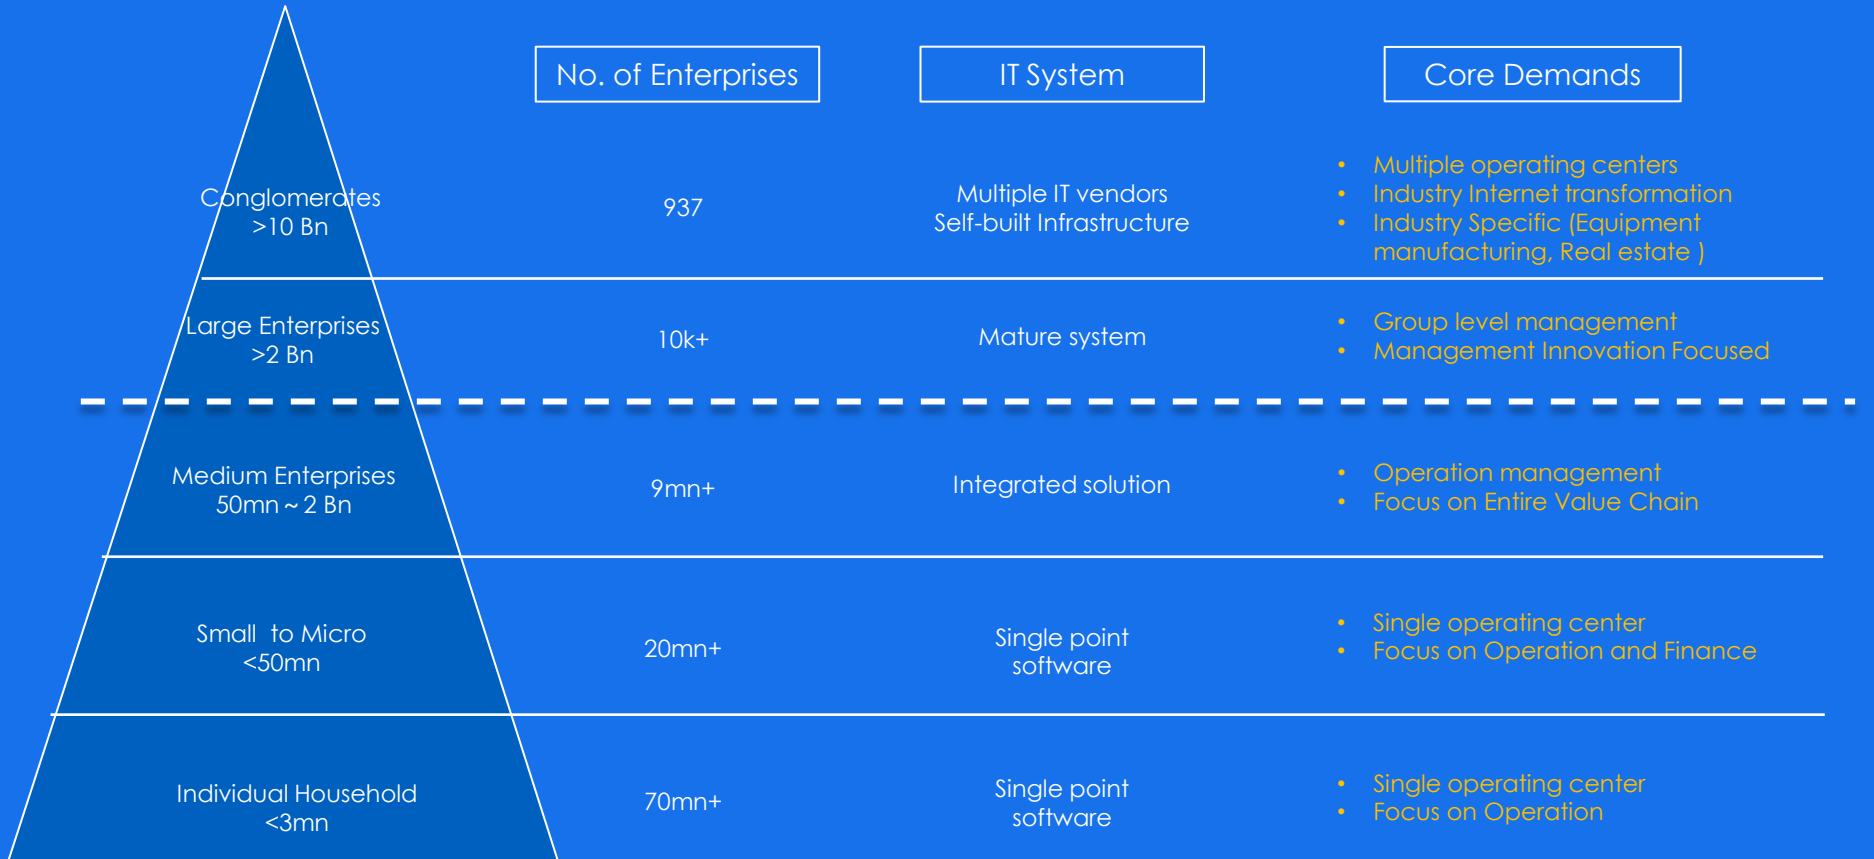 No. of Enterprises
IT System
Core Demands
Conglomerates
>10 Bn
937
Multiple IT vendors
Self-built Infrastructure
• Multiple operating centers
• Industry Internet transformation
• Industry Specific (Equipment
manufacturing, Real estate )
Large Enterprises
>2 Bn
10k+
Mature system
• Group level management
• Management Innovation Focused
Medium Enterprises
50mn ~ 2 Bn
9mn+
Integrated solution
• Operation management
• Focus on Entire Value Chain
Small to Micro
<50mn
20mn+
Single point
software
• Single operating center
• Focus on Operation and Finance
Individual Household
<3mn
70mn+
Single point
software
• Single operating center
• Focus on Operation